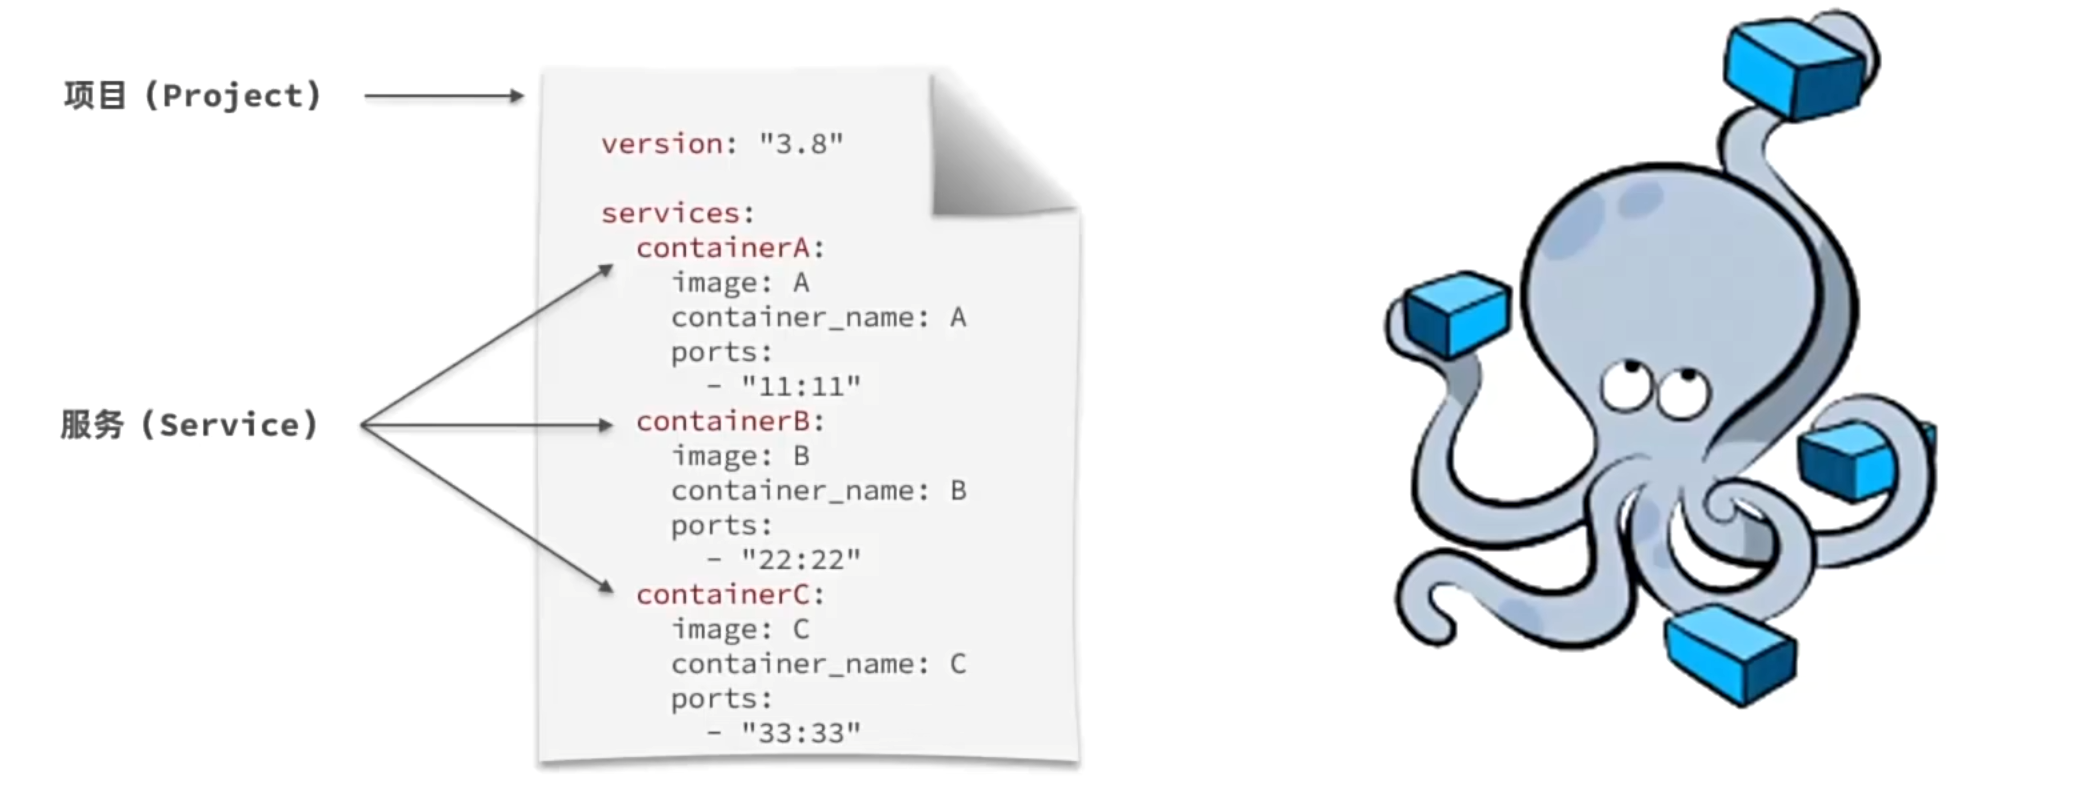 项目（Project）
version: "3.8"
services:
containerA:
image: A
container_name: A
ports:
- "11:11"
服务（Service）
containerB:
image: B
container_name: B
ports:
- "22:22"
containerC:
image: C
container_name: C
ports:
- "33:33"